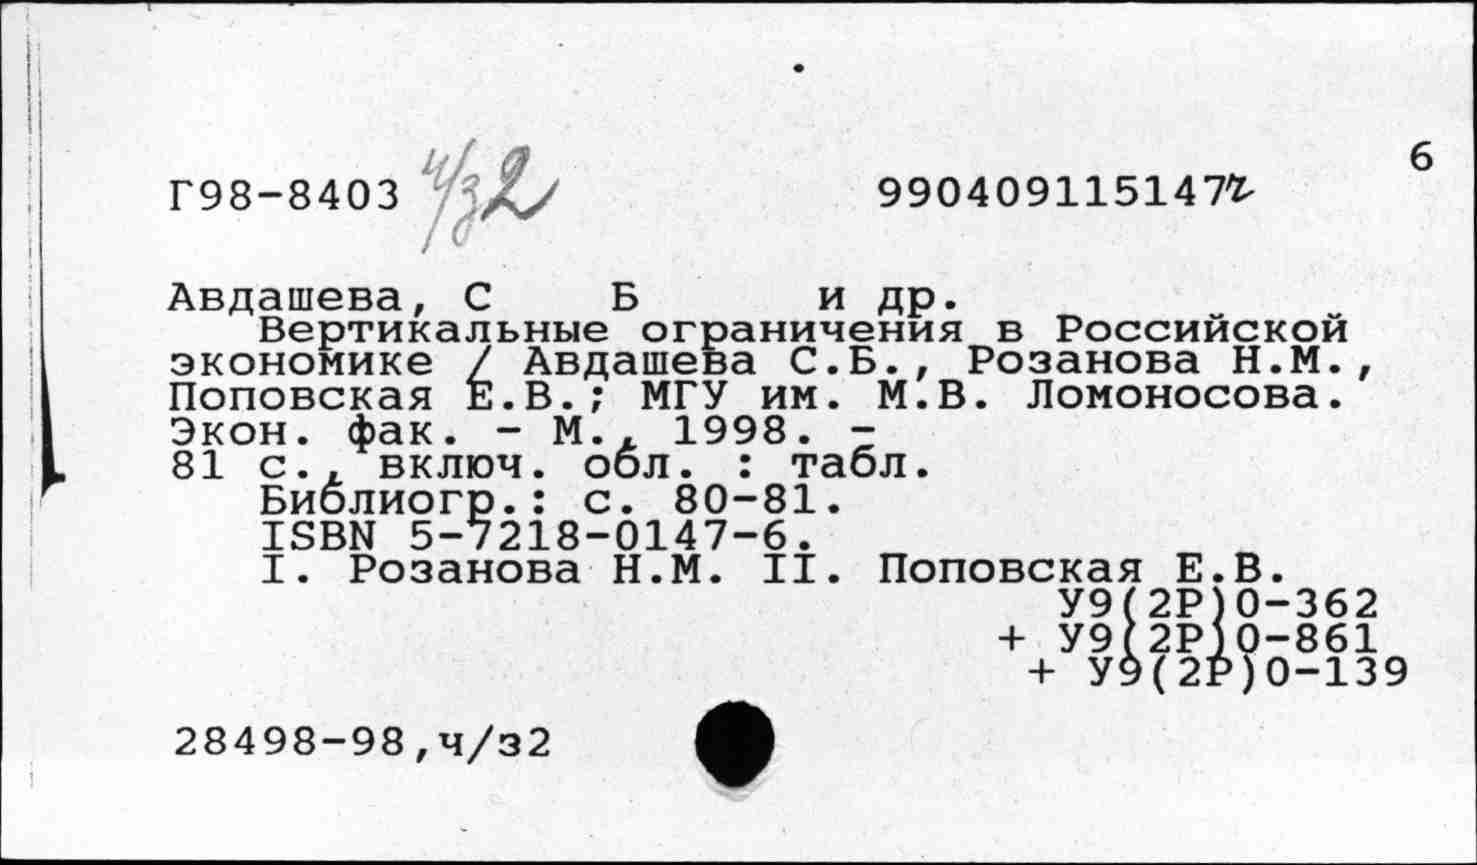 6
Г98-8403 ч/з2 990409115147
Авдашева, С Б и др.
Вертикальные ограничения в Российской
экономике / Авдашева С.Б., Розанова Н.М.,
Поповская Е.В.; МГУ им. М.В. Ломоносова.
Экон. фак. - М., 1998. -
81 с., включ. обл. : табл.
Библиогр.: с. 80-81.
ISBN 5-7218-0147-6.
I. Розанова Н.М. II. Поповская Е.В.
У9(2Р)0-362
+ У9(2Р)0-861
+ У9(2Р)0-139
28498-98,ч/з2